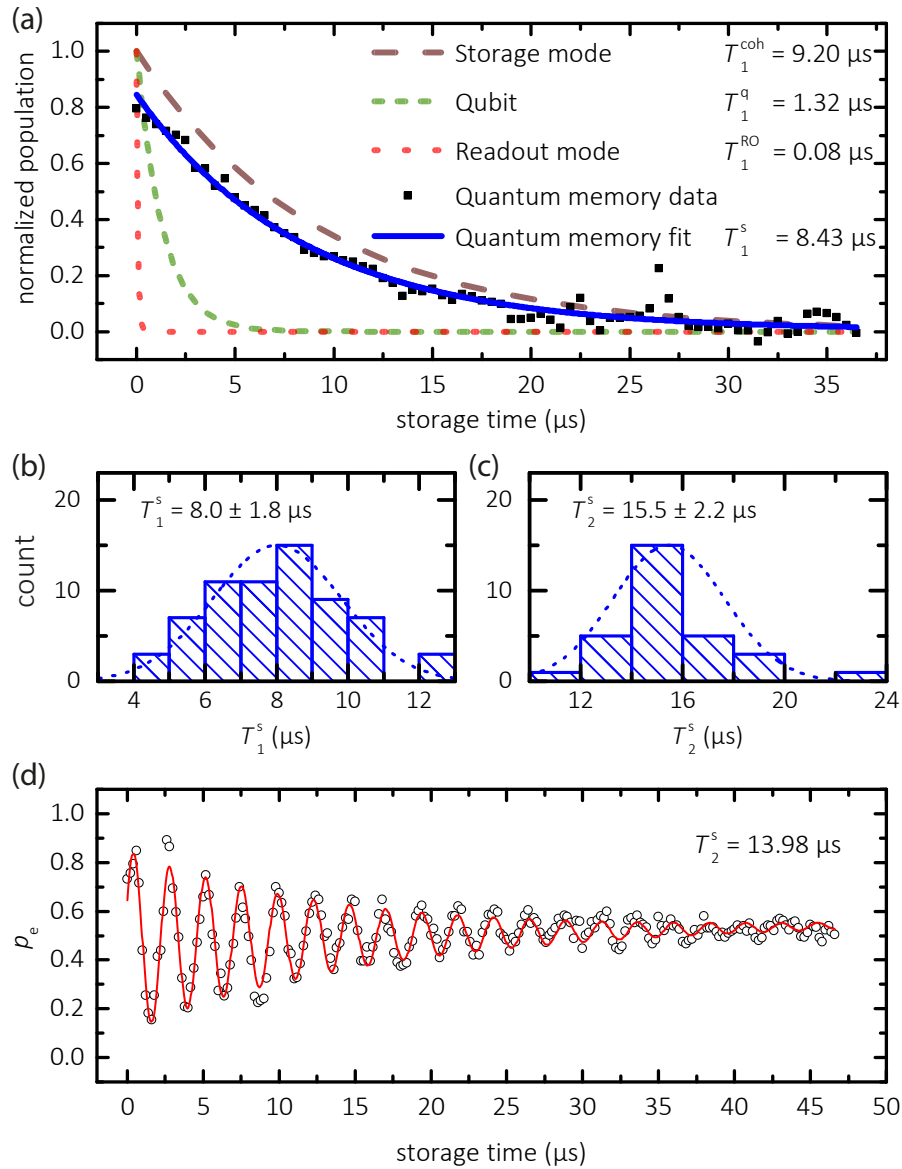 (a)
normalized population
1.0
0.8
0.6
0.4
0.2
0.0
Storage mode T₁ᶜᵒʰ = 9.20 µs
Qubit T₁^q = 1.32 µs
Readout mode T₁ᴿᴼ = 0.08 µs
Quantum memory data
Quantum memory fit T₁ˢ = 8.43 µs
0 5 10 15 20 25 30 35
storage time (µs)
(b)
T₁ˢ = 8.0 ± 1.8 µs
count
20
10
0
4 6 8 10 12
T₁ˢ (µs)
(c)
T₂ˢ = 15.5 ± 2.2 µs
20
10
0
12 16 20 24
T₂ˢ (µs)
(d)
T₂ˢ = 13.98 µs
pₑ
1.0
0.8
0.6
0.4
0.2
0.0
0 5 10 15 20 25 30 35 40 45 50
storage time (µs)